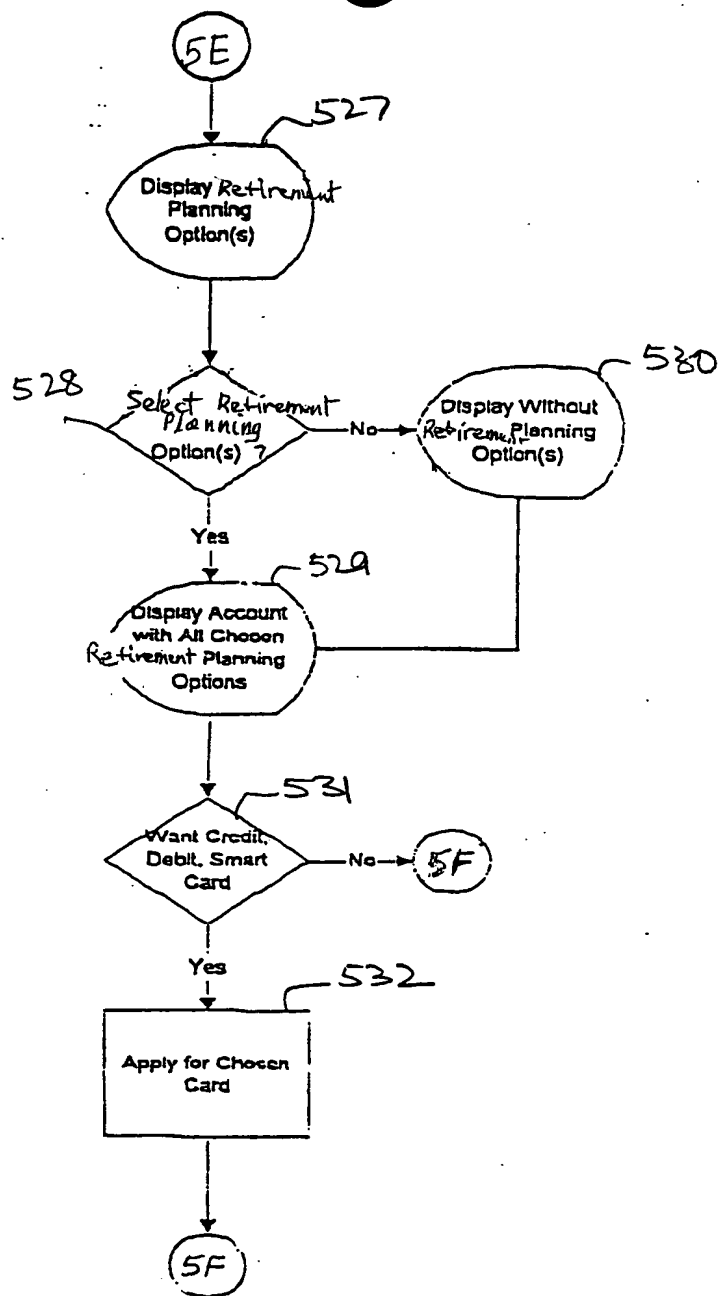 5E
527
Display Retirement
Planning
Option(s)
528
Select Retirement
Planning
Option(s) ?
No
530
Display Without
Retirement Planning
Option(s)
Yes
529
Display Account
with All Chosen
Retirement Planning
Options
531
Want Credit,
Debit, Smart
Card
No
5F
Yes
532
Apply for Chosen
Card
5F